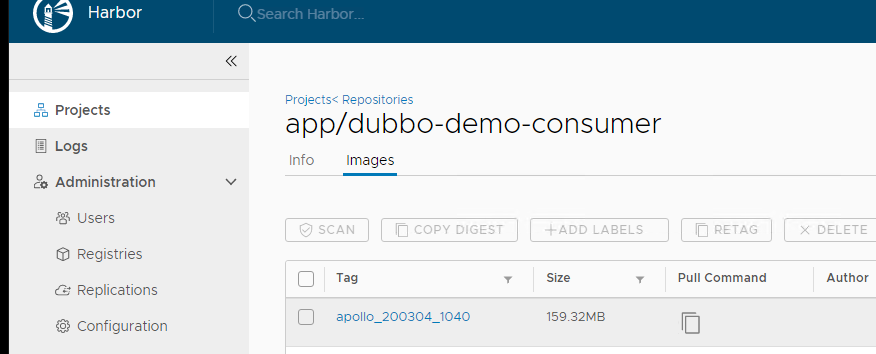 Harbor
Search Harbor...
Projects
Logs
Administration
Users
Registries
Replications
Configuration
Projects< Repositories
app/dubbo-demo-consumer
Info Images
SCAN COPY DIGEST +ADD LABELS RETAG × DELETE
Tag Size Pull Command Author
apollo_200304_1040 159.32MB